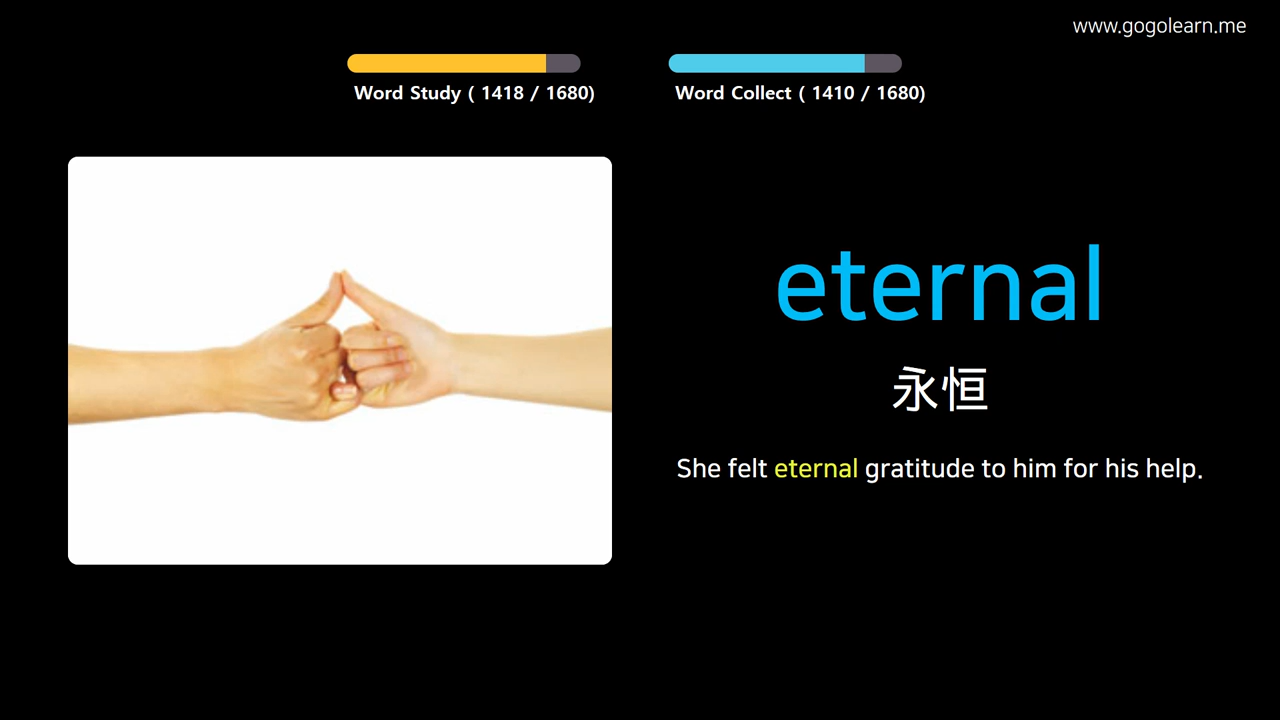 www.gogolearn.me
Word Study ( 1418 / 1680)
Word Collect ( 1410 / 1680)
eternal
永恒
She felt eternal gratitude to him for his help.